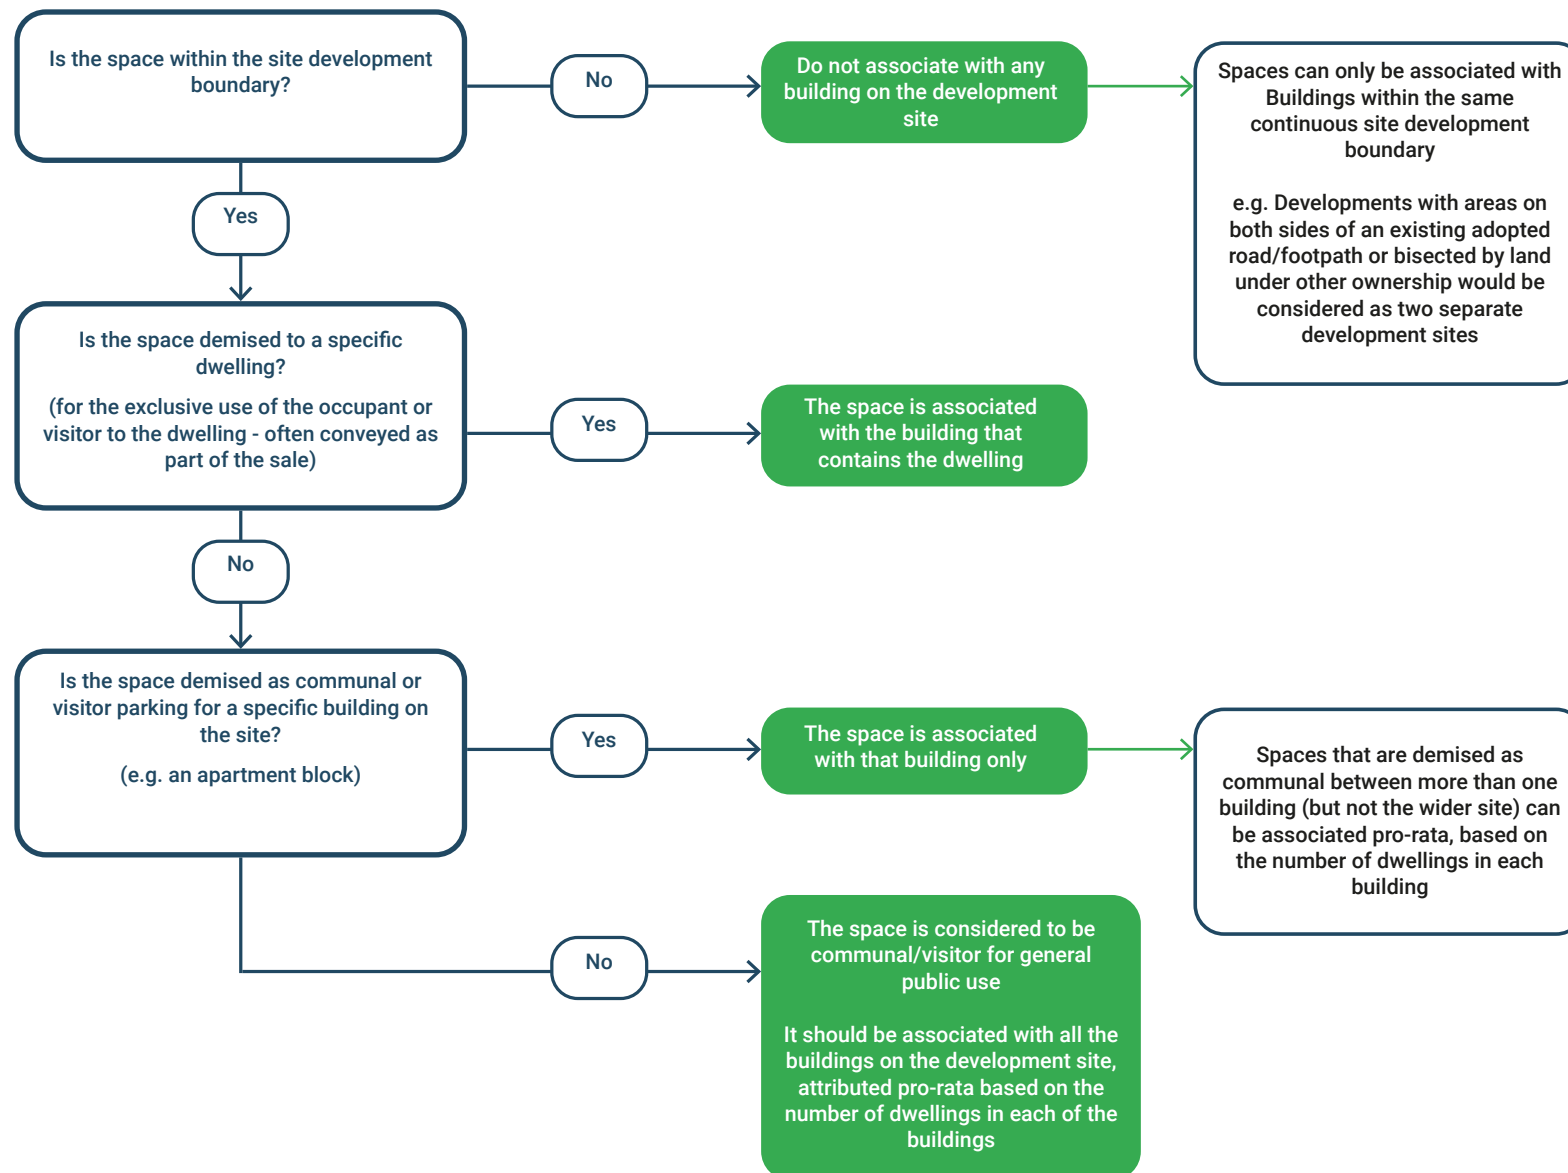 Is the space within the site development
boundary?
No
Do not associate with any
building on the development
site
Spaces can only be associated with
Buildings within the same
continuous site development
boundary
e.g. Developments with areas on
both sides of an existing adopted
road/footpath or bisected by land
under other ownership would be
considered as two separate
development sites
Yes
Is the space demised to a specific
dwelling?
(for the exclusive use of the occupant or
visitor to the dwelling - often conveyed as
part of the sale)
Yes
The space is associated
with the building that
contains the dwelling
No
Is the space demised as communal or
visitor parking for a specific building on
the site?
(e.g. an apartment block)
Yes
The space is associated
with that building only
Spaces that are demised as
communal between more than one
building (but not the wider site) can
be associated pro-rata, based on
the number of dwellings in each
building
No
The space is considered to be
communal/visitor for general
public use
It should be associated with all the
buildings on the development site,
attributed pro-rata based on the
number of dwellings in each of the
buildings